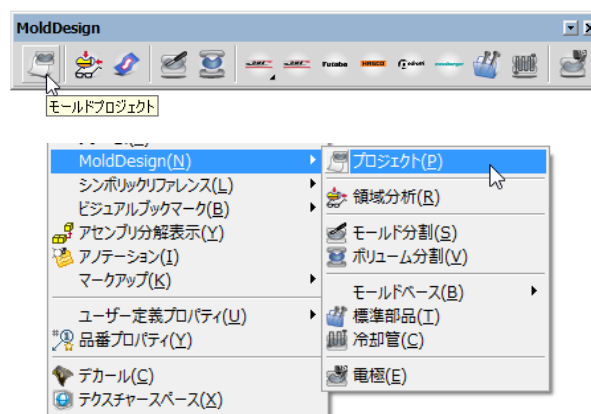 MoldDesign
Futaba
HASCO
モールドプロジェクト
MoldDesign(N)
シンボリックリファレンス(L)
ビジュアルブックマーク(B)
アセンブリ分解表示(Y)
アノテーション(I)
マークアップ(K)
ユーザー定義プロパティ(U)
品番プロパティ(Y)
デカール(C)
テクスチャースペース(X)
プロジェクト(P)
領域分析(R)
モールド分割(S)
ボリューム分割(V)
モールドベース(B)
標準部品(T)
冷却管(C)
電極(E)